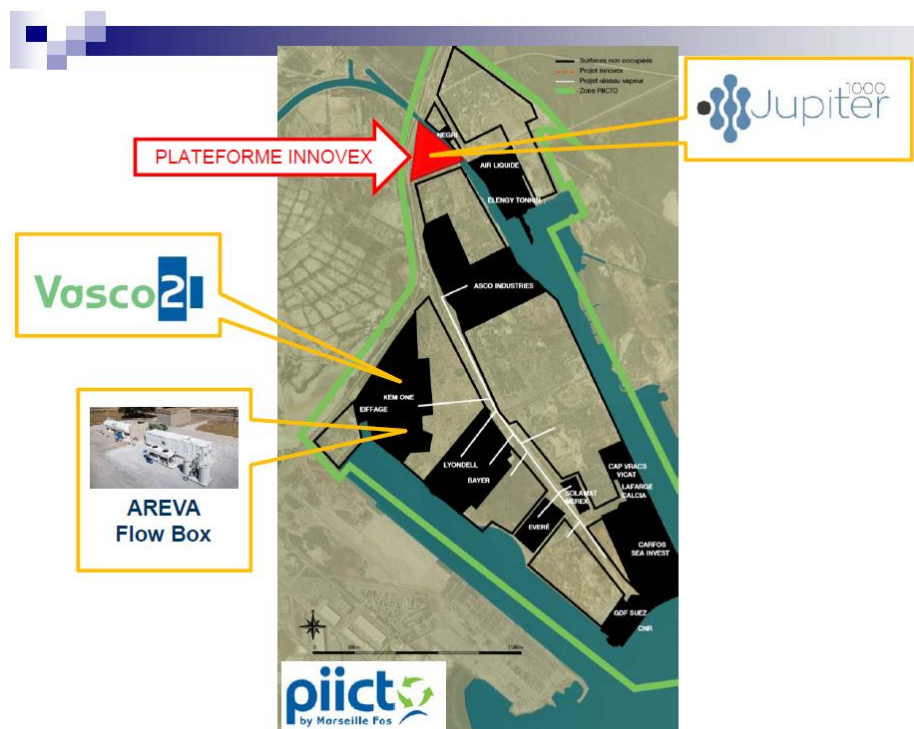 Surfaces non occupées
Projet innovex
Projet réseau vapeur
Zone PIICTO
1000
Jupiter
NEGRI
PLATEFORME INNOVEX
AIR LIQUIDE
ELENGY TONKIN
Vasco2
ASCO INDUSTRIES
KEM ONE
EIFFAGE
LYONDELL
BAYER
CAP VRACS
VICAT
LAFARGE
CALCIA
SOLAMAT
MEREX
EVERÉ
AREVA
Flow Box
CARFOS
SEA INVEST
GDF SUEZ
CNR
0
piicto
by Marseille Fos